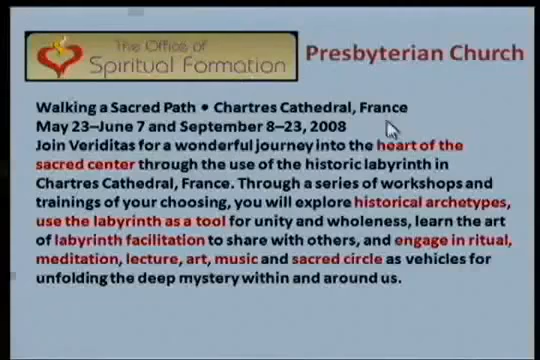 The Office of
Spiritual Formation
Presbyterian Church
Walking a Sacred Path • Chartres Cathedral, France
May 23–June 7 and September 8–23, 2008
Join Veriditas for a wonderful journey into the heart of the
sacred center through the use of the historic labyrinth in
Chartres Cathedral, France. Through a series of workshops and
trainings of your choosing, you will explore historical archetypes,
use the labyrinth as a tool for unity and wholeness, learn the art
of labyrinth facilitation to share with others, and engage in ritual,
meditation, lecture, art, music and sacred circle as vehicles for
unfolding the deep mystery within and around us.